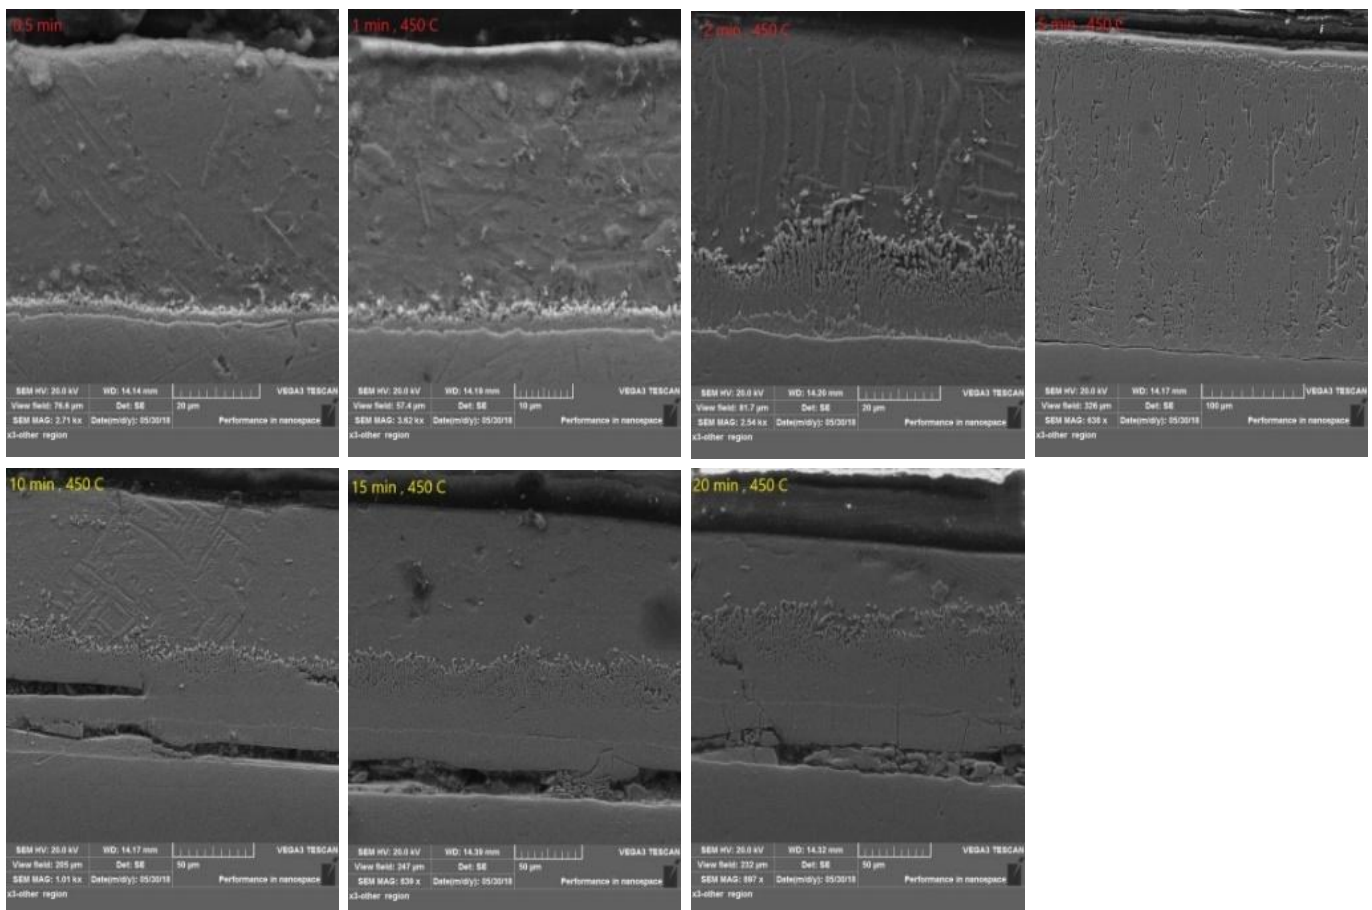 0.5 min
SEM HV: 20.0 kV WD: 14.14 mm VEGA3 TESCAN
View field: 76.6 µm Det: SE 20 µm
SEM MAG: 2.71 kx Date(m/d/y): 05/30/18 Performance in nanospace
x3-other region
1 min , 450 C
SEM HV: 20.0 kV WD: 14.19 mm VEGA3 TESCAN
View field: 57.4 µm Det: SE 10 µm
SEM MAG: 3.62 kx Date(m/d/y): 05/30/18 Performance in nanospace
x3-other region
2 min , 450 C
SEM HV: 20.0 kV WD: 14.20 mm VEGA3 TESCAN
View field: 81.7 µm Det: SE 20 µm
SEM MAG: 2.54 kx Date(m/d/y): 05/30/18 Performance in nanospace
x3-other region
5 min , 450 C
SEM HV: 20.0 kV WD: 14.17 mm VEGA3 TESCAN
View field: 326 µm Det: SE 100 µm
SEM MAG: 638 x Date(m/d/y): 05/30/18 Performance in nanospace
x3-other region
10 min , 450 C
SEM HV: 20.0 kV WD: 14.17 mm VEGA3 TESCAN
View field: 205 µm Det: SE 50 µm
SEM MAG: 1.01 kx Date(m/d/y): 05/30/18 Performance in nanospace
x3-other region
15 min , 450 C
SEM HV: 20.0 kV WD: 14.39 mm VEGA3 TESCAN
View field: 247 µm Det: SE 50 µm
SEM MAG: Date(m/d/y): 05/30/18 Performance in nanospace
x3-other region
20 min , 450 C
SEM HV: 20.0 kV WD: 14.32 mm VEGA3 TESCAN
View field: 232 µm Det: SE 50 µm
SEM MAG: 897 x Date(m/d/y): 05/30/18 Performance in nanospace
x3-other region